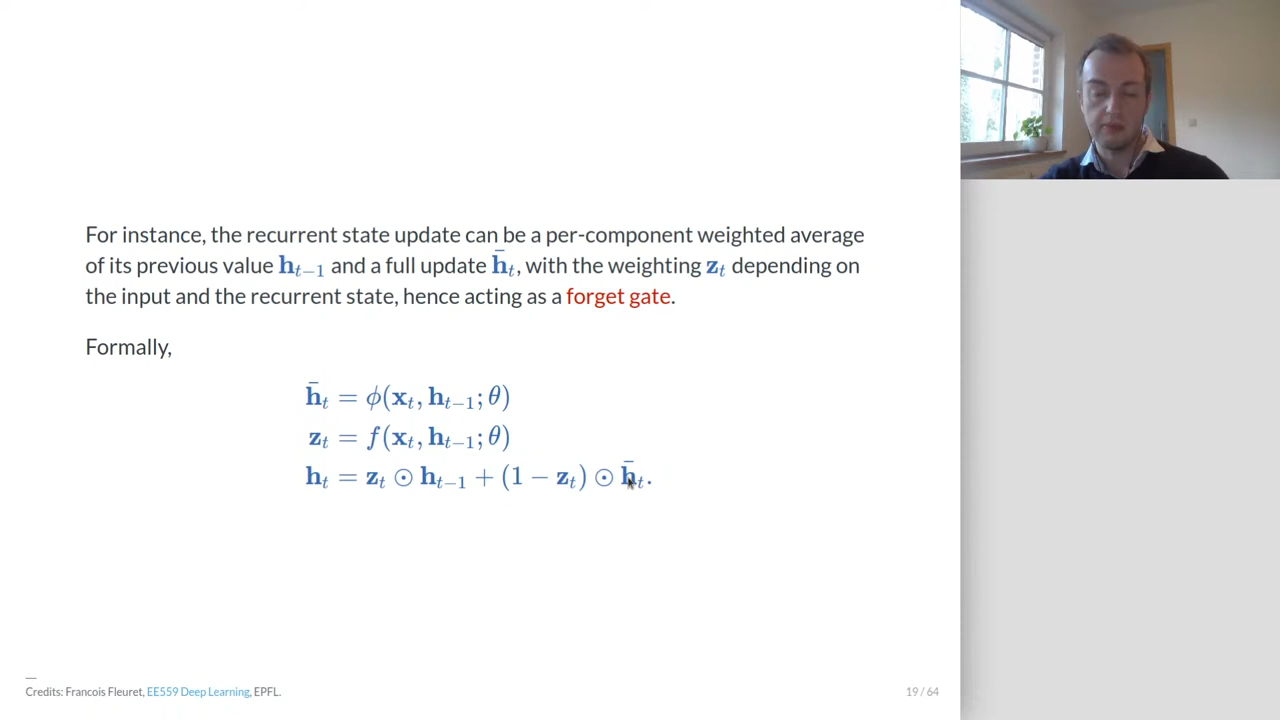 For instance, the recurrent state update can be a per-component weighted average
of its previous value h_{t−1} and a full update h̄_t, with the weighting z_t depending on
the input and the recurrent state, hence acting as a forget gate.
Formally,
h̄_t = ϕ(x_t, h_{t−1}; θ)
z_t = f(x_t, h_{t−1}; θ)
h_t = z_t ⊙ h_{t−1} + (1 − z_t) ⊙ h̄_t.
Credits: Francois Fleuret, EE559 Deep Learning, EPFL.
19 / 64